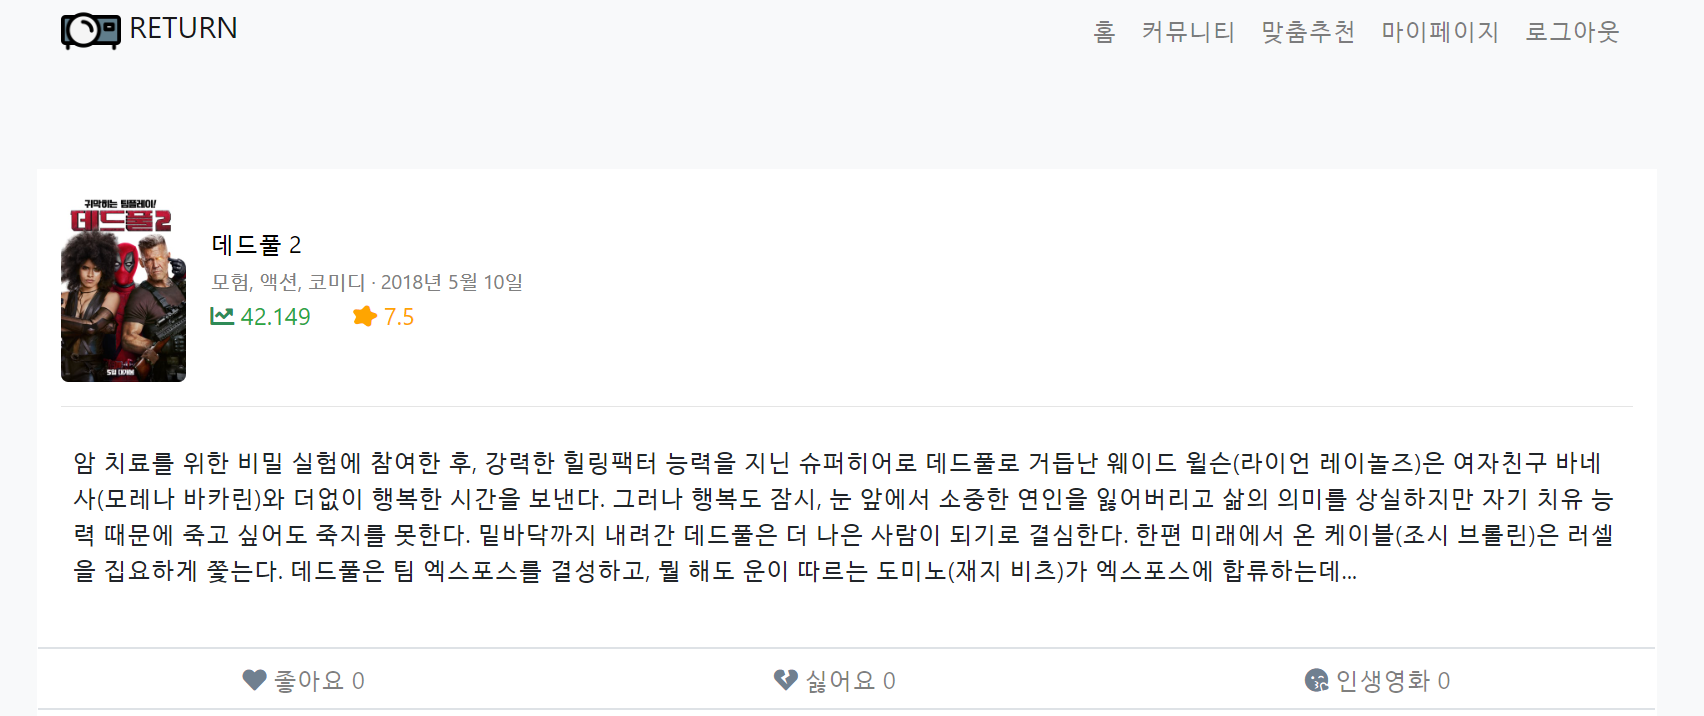 RETURN
홈 커뮤니티 맞춤추천 마이페이지 로그아웃
귀막히는 팀플레이!
데드풀2
5월 대개봉
데드풀 2
모험, 액션, 코미디 · 2018년 5월 10일
42.149 7.5
암 치료를 위한 비밀 실험에 참여한 후, 강력한 힐링팩터 능력을 지닌 슈퍼히어로 데드풀로 거듭난 웨이드 윌슨(라이언 레이놀즈)은 여자친구 바네
사(모레나 바카린)와 더없이 행복한 시간을 보낸다. 그러나 행복도 잠시, 눈 앞에서 소중한 연인을 잃어버리고 삶의 의미를 상실하지만 자기 치유 능
력 때문에 죽고 싶어도 죽지를 못한다. 밑바닥까지 내려간 데드풀은 더 나은 사람이 되기로 결심한다. 한편 미래에서 온 케이블(조시 브롤린)은 러셀
을 집요하게 쫓는다. 데드풀은 팀 엑스포스를 결성하고, 뭘 해도 운이 따르는 도미노(재지 비츠)가 엑스포스에 합류하는데...
좋아요 0 싫어요 0 인생영화 0